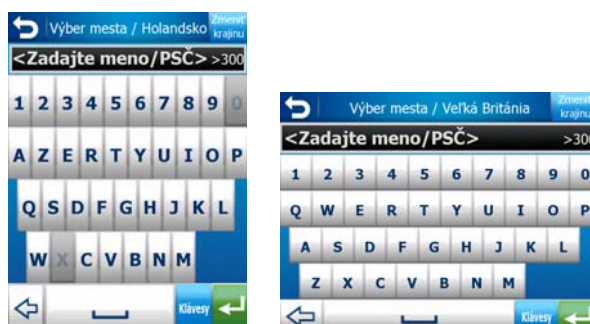 Výber mesta / Holandsko
Zmeniť
krajinu
<Zadajte meno/PSČ> >300
1 2 3 4 5 6 7 8 9 0
A Z E R T Y U I O P
Q S D F G H J K L
W X C V B N M
Klávesy
Výber mesta / Veľká Británia
Zmeniť
krajinu
<Zadajte meno/PSČ> >300
1 2 3 4 5 6 7 8 9 0
Q W E R T Y U I O P
A S D F G H J K L
Z X C V B N M
Klávesy